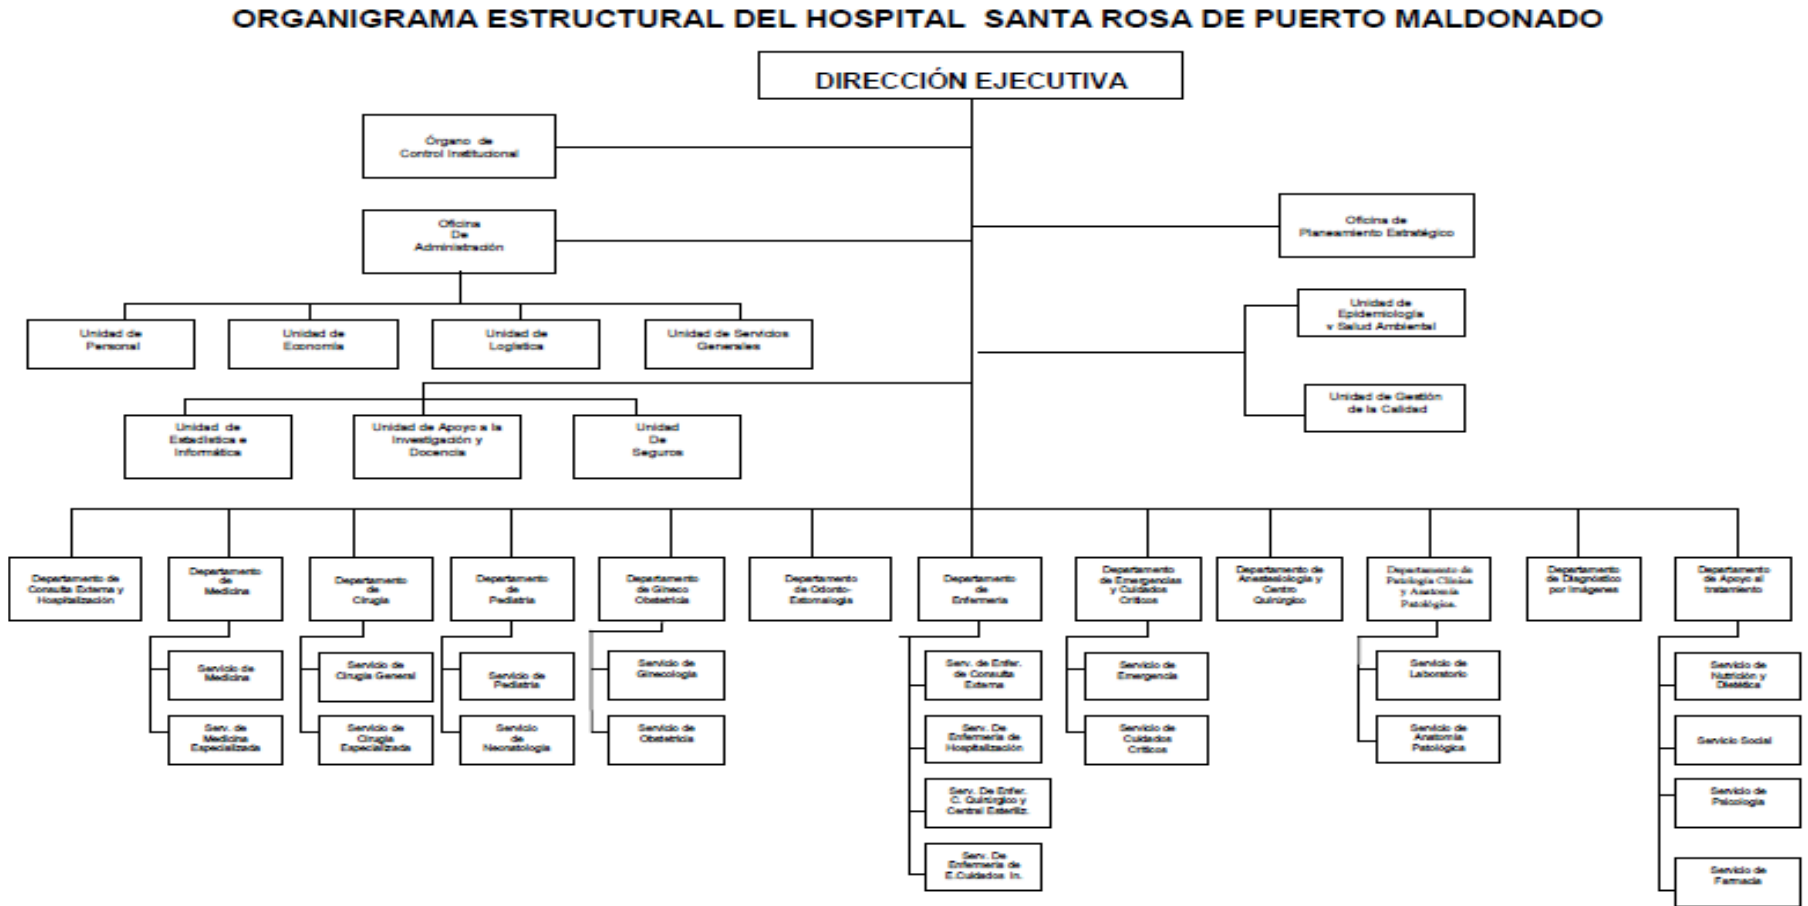 ORGANIGRAMA ESTRUCTURAL DEL HOSPITAL SANTA ROSA DE PUERTO MALDONADO
DIRECCIÓN EJECUTIVA
Órgano de
Control Institucional
Oficina
De
Administración
Oficina de
Planeamiento Estratégico
Unidad de
Personal
Unidad de
Economía
Unidad de
Logística
Unidad de Servicios
Generales
Unidad de
Epidemiología
y Salud Ambiental
Unidad de Gestión
de la Calidad
Unidad de
Estadística e
Informática
Unidad de Apoyo a la
Investigación y
Docencia
Unidad
De
Seguros
Departamento de
Consulta Externa y
Hospitalización
Departamento
de
Medicina
Departamento
de
Cirugía
Departamento
de
Pediatría
Departamento
de Gineco
Obstetricia
Departamento
de Odonto-
Estomalogía
Departamento
de
Enfermería
Departamento
de Emergencias
y Cuidados
Críticos
Departamento de
Anestesiología y
Centro
Quirúrgico
Departamento de
Patología Clínica
y Anatomía
Patológica.
Departamento
de Diagnóstico
por Imágenes
Departamento
de Apoyo al
tratamiento
Servicio de
Medicina
Serv. de
Medicina
Especializada
Servicio de
Cirugía General
Servicio de
Cirugía
Especializada
Servicio de
Pediatría
Servicio
de
Neonatología
Servicio de
Ginecología
Servicio de
Obstetricia
Serv. de Enfer.
de Consulta
Externa
Serv. De
Enfermería de
Hospitalización
Serv. De Enfer.
C. Quirúrgico y
Central Esteriliz.
Serv. De
Enfermería de
E.Cuidados In.
Servicio de
Emergencia
Servicio de
Cuidados
Críticos
Servicio de
Laboratorio
Servicio de
Anatomía
Patológica
Servicio de
Nutrición y
Dietética
Servicio Social
Servicio de
Psicología
Servicio de
Farmacia